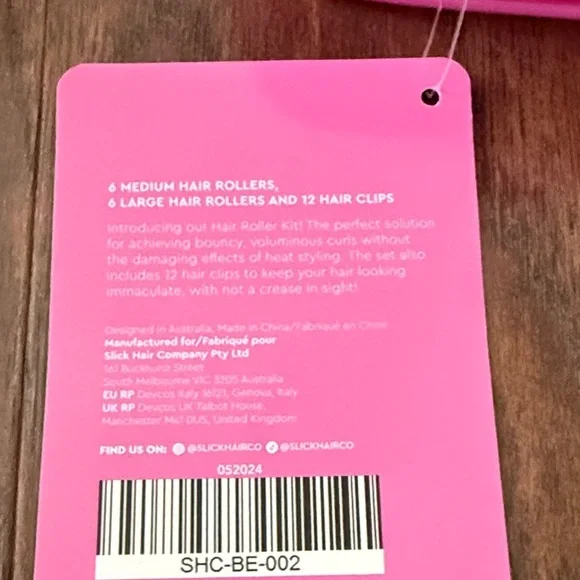 6 MEDIUM HAIR ROLLERS,
6 LARGE HAIR ROLLERS AND 12 HAIR CLIPS
Introducing our Hair Roller Kit! The perfect solution
for achieving bouncy, voluminous curls without
the damaging effects of heat styling. The set also
includes 12 hair clips to keep your hair looking
immaculate, with not a crease in sight!
Designed in Australia, Made in China/Fabriqué en Chine
Manufactured for/Fabriqué pour
Slick Hair Company Pty Ltd
161 Buckhurst Street
South Melbourne VIC 3205 Australia
EU RP Devcos Italy 16121, Genova, Italy
UK RP Devcos UK Talbot House,
Manchester M61 0US, United Kingdom
FIND US ON: @SLICKHAIRCO @SLICKHAIRCO
052024
SHC-BE-002